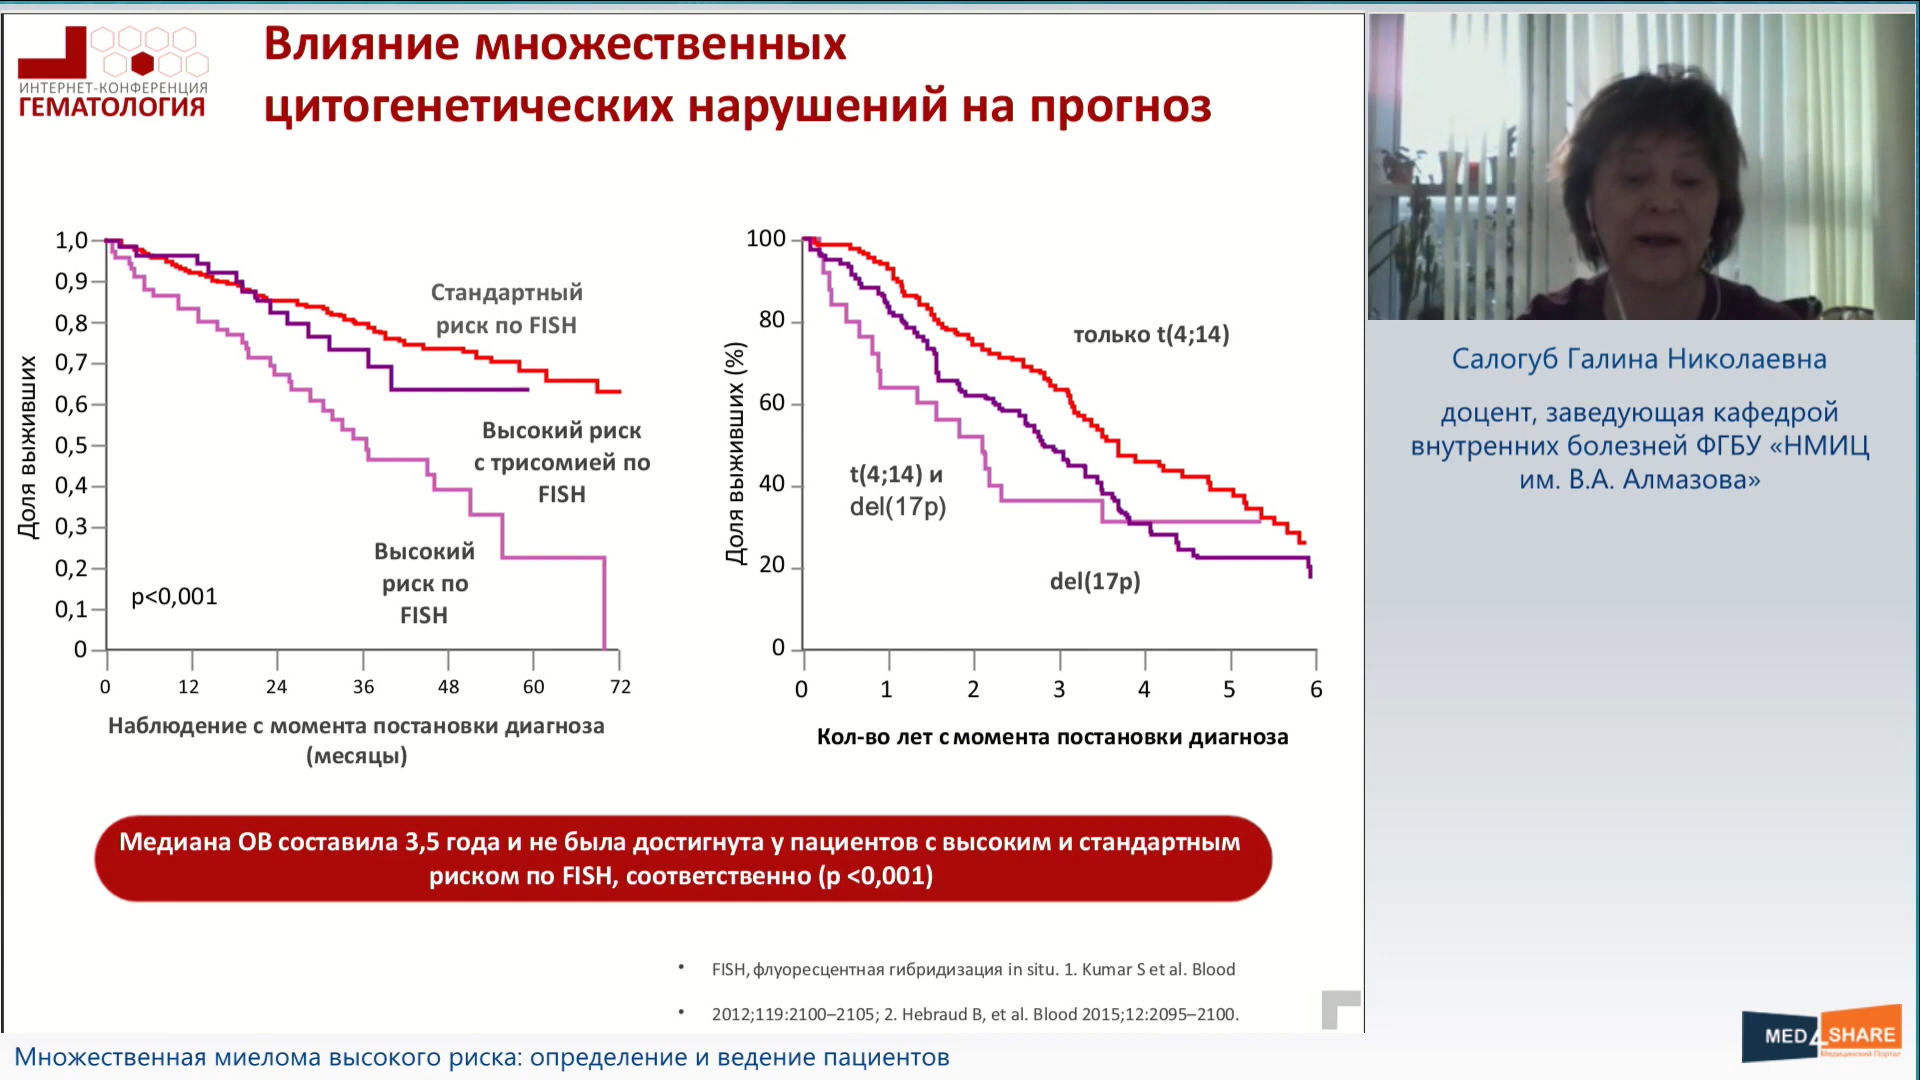 ИНТЕРНЕТ-КОНФЕРЕНЦИЯ
ГЕМАТОЛОГИЯ
Влияние множественных
цитогенетических нарушений на прогноз
Доля выживших
1,0
0,9
0,8
0,7
0,6
0,5
0,4
0,3
0,2
0,1
0
Стандартный
риск по FISH
Высокий риск
с трисомией по
FISH
Высокий
риск по
FISH
p<0,001
0 12 24 36 48 60 72
Наблюдение с момента постановки диагноза
(месяцы)
Доля выживших (%)
100
80
60
40
20
0
только t(4;14)
t(4;14) и
del(17p)
del(17p)
0 1 2 3 4 5 6
Кол-во лет с момента постановки диагноза
Медиана ОВ составила 3,5 года и не была достигнута у пациентов с высоким и стандартным
риском по FISH, соответственно (p <0,001)
• FISH, флуоресцентная гибридизация in situ. 1. Kumar S et al. Blood
• 2012;119:2100–2105; 2. Hebraud B, et al. Blood 2015;12:2095–2100.
Салогуб Галина Николаевна
доцент, заведующая кафедрой
внутренних болезней ФГБУ «НМИЦ
им. В.А. Алмазова»
MED4SHARE
Медицинский Портал
Множественная миелома высокого риска: определение и ведение пациентов